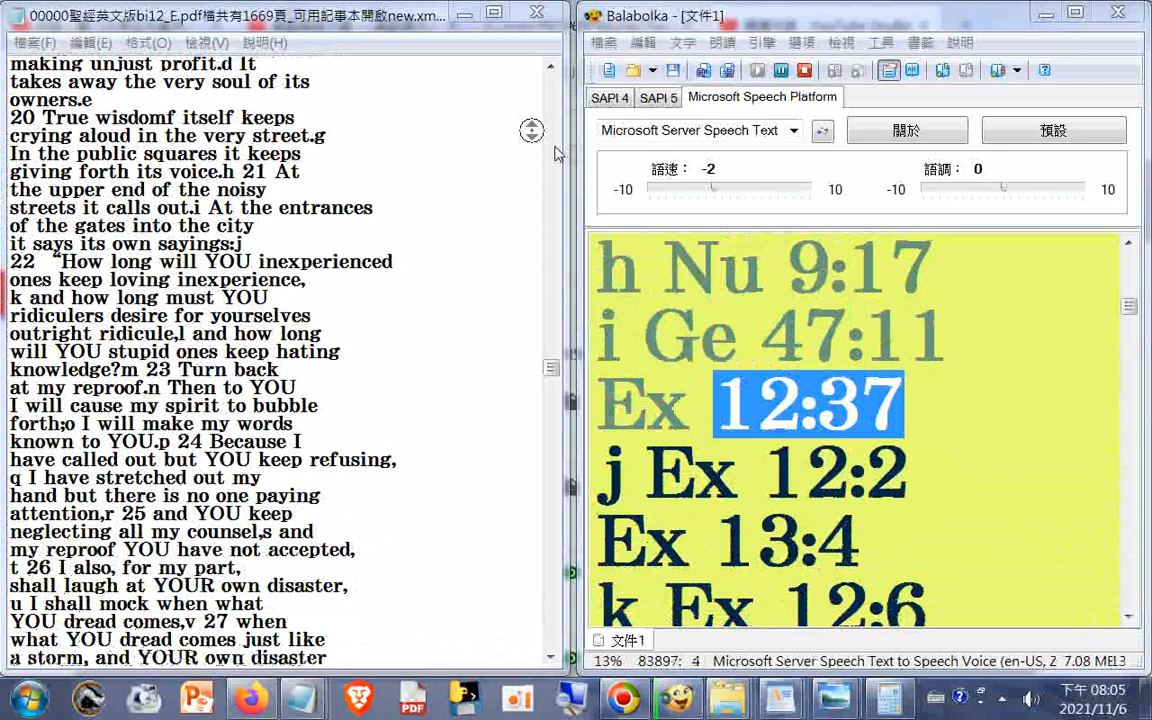 00000聖經英文版bi12_E.pdf檔共有1669頁_可用記事本開啟new.xm...
檔案(F) 編輯(E) 格式(O) 檢視(V) 說明(H)
making unjust profit.d It
takes away the very soul of its
owners.e
20 True wisdomf itself keeps
crying aloud in the very street.g
In the public squares it keeps
giving forth its voice.h 21 At
the upper end of the noisy
streets it calls out.i At the entrances
of the gates into the city
it says its own sayings:j
22 “How long will YOU inexperienced
ones keep loving inexperience,
k and how long must YOU
ridiculers desire for yourselves
outright ridicule,l and how long
will YOU stupid ones keep hating
knowledge?m 23 Turn back
at my reproof.n Then to YOU
I will cause my spirit to bubble
forth;o I will make my words
known to YOU.p 24 Because I
have called out but YOU keep refusing,
q I have stretched out my
hand but there is no one paying
attention,r 25 and YOU keep
neglecting all my counsel,s and
my reproof YOU have not accepted,
t 26 I also, for my part,
shall laugh at YOUR own disaster,
u I shall mock when what
YOU dread comes,v 27 when
what YOU dread comes just like
a storm, and YOUR own disaster
Balabolka - [文件1]
檔案 編輯 文字 朗讀 引擎 選項 檢視 工具 書籤 說明
SAPI 4 SAPI 5 Microsoft Speech Platform
Microsoft Server Speech Text 關於 預設
語速： -2 語調： 0
-10 10 -10 10
h Nu 9:17
i Ge 47:11
Ex 12:37
j Ex 12:2
Ex 13:4
k Ex 12:6
文件1
13% 83897: 4 Microsoft Server Speech Text to Speech Voice (en-US, Z 7.08 ME
下午 08:05
2021/11/6